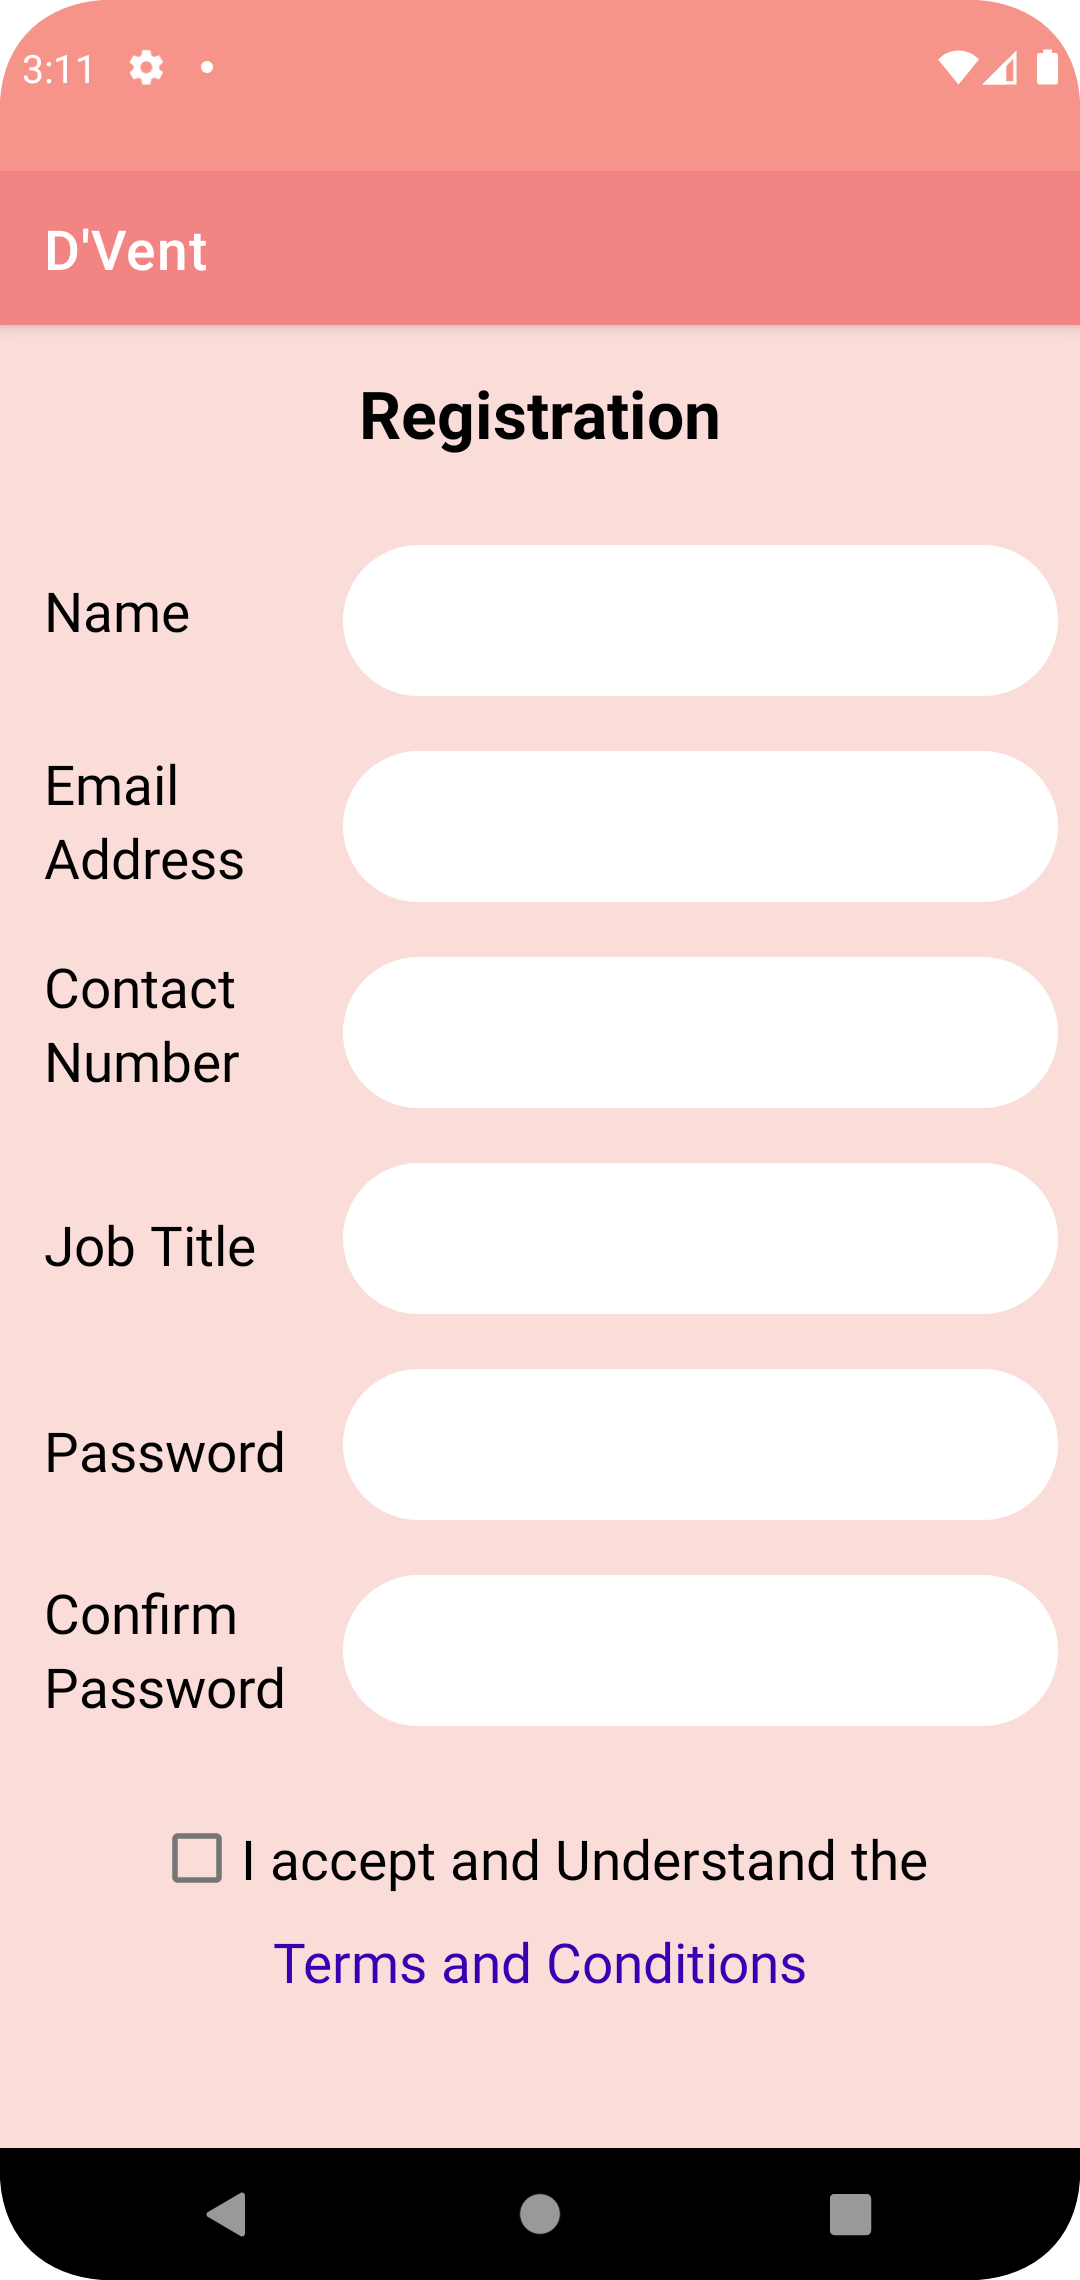 3:11
D'Vent
Registration
Name
Email
Address
Contact
Number
Job Title
Password
Confirm
Password
I accept and Understand the
Terms and Conditions